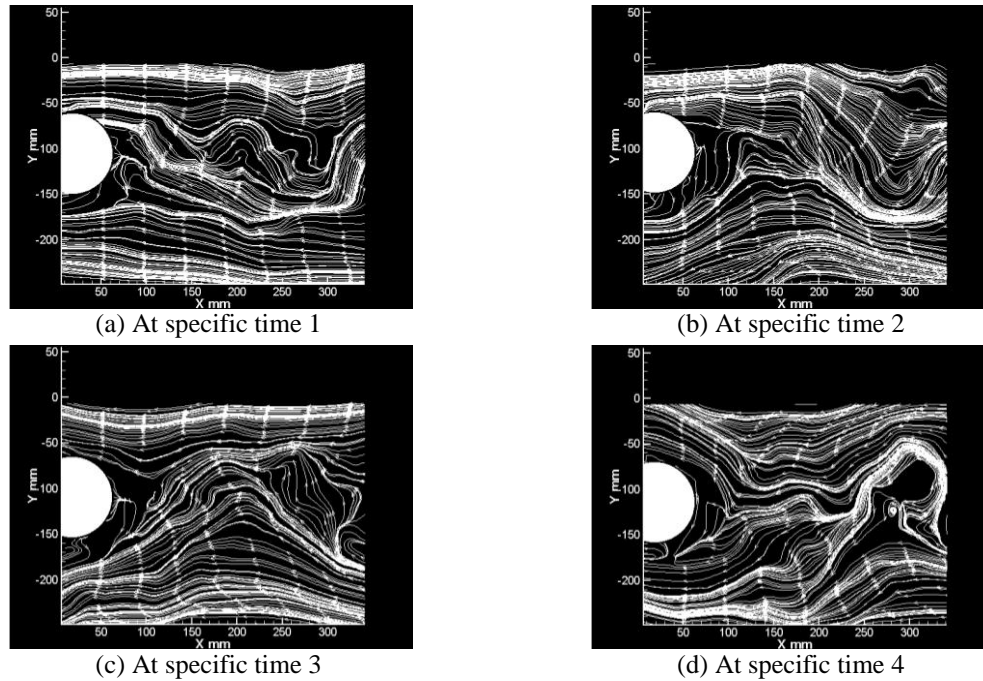 50
0
-50
-100
-150
-200
Y mm
50 100 150 200 250 300
X mm
(a) At specific time 1
50
0
-50
-100
-150
-200
Y mm
50 100 150 200 250 300
X mm
(b) At specific time 2
50
0
-50
-100
-150
-200
Y mm
50 100 150 200 250 300
X mm
(c) At specific time 3
50
0
-50
-100
-150
-200
Y mm
50 100 150 200 250 300
X mm
(d) At specific time 4